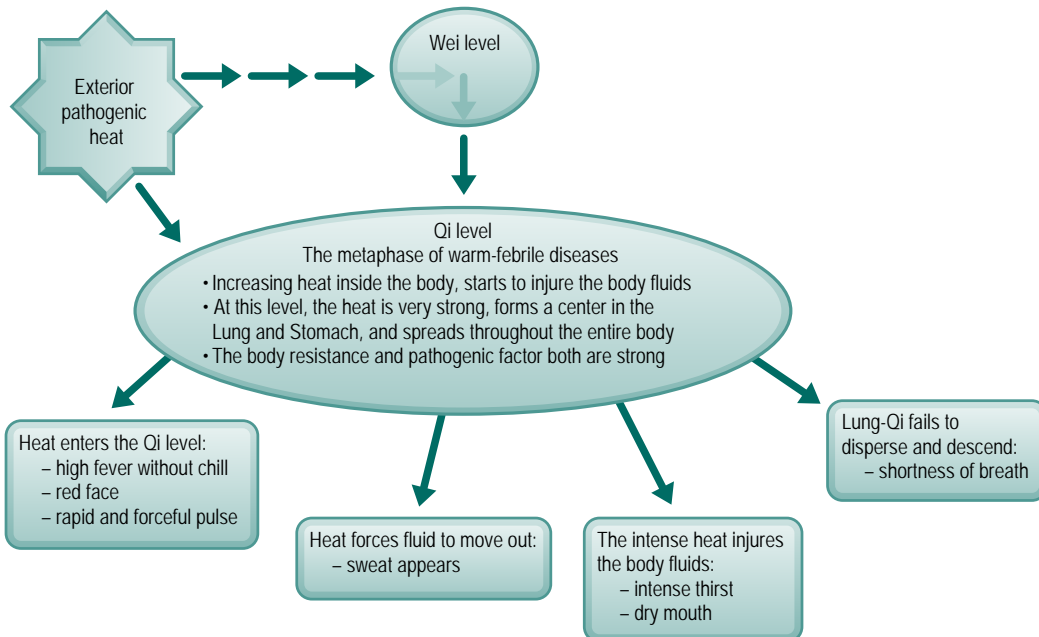 Exterior
pathogenic
heat
Wei level
Qi level
The metaphase of warm-febrile diseases
• Increasing heat inside the body, starts to injure the body fluids
• At this level, the heat is very strong, forms a center in the
Lung and Stomach, and spreads throughout the entire body
• The body resistance and pathogenic factor both are strong
Heat enters the Qi level:
– high fever without chill
– red face
– rapid and forceful pulse
Heat forces fluid to move out:
– sweat appears
The intense heat injures
the body fluids:
– intense thirst
– dry mouth
Lung-Qi fails to
disperse and descend:
– shortness of breath